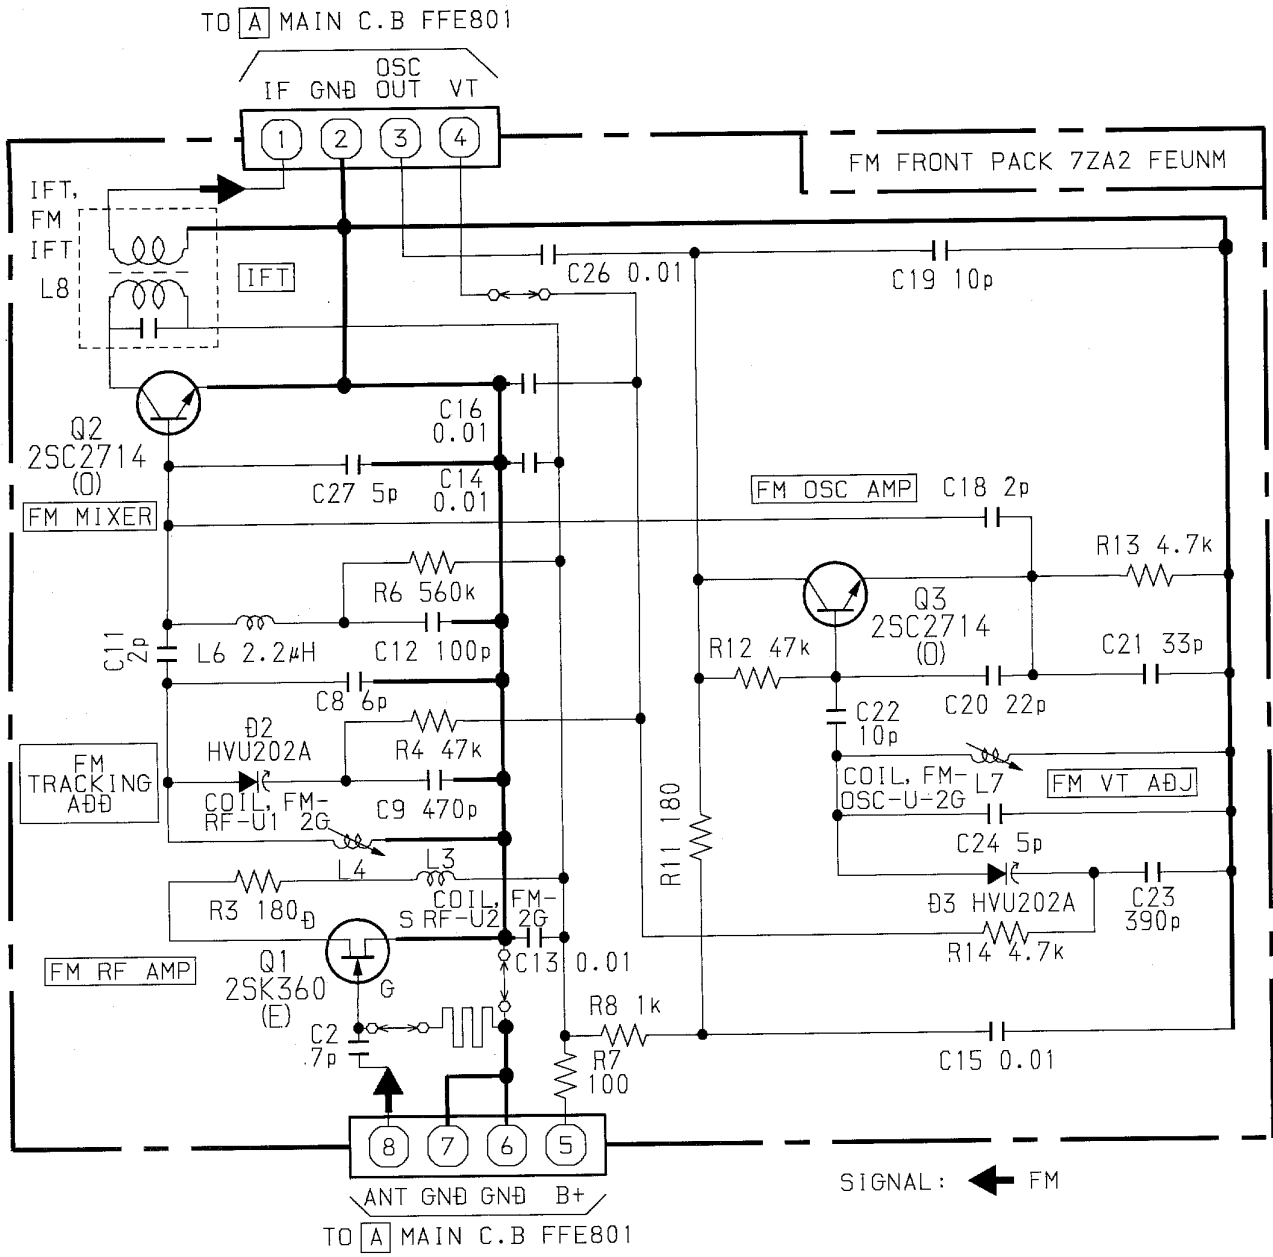 TO A MAIN C.B FFE801
IF GND OSC OUT VT
1 2 3 4
FM FRONT PACK 7ZA2 FEUNM
IFT,
FM
IFT
L8
IFT
C26 0.01
C19 10p
Q2
2SC2714
(O)
FM MIXER
C16
0.01
C27 5p
C14
0.01
FM OSC AMP
C18 2p
R13 4.7k
R6 560k
Q3
2SC2714
(O)
C11
2p
L6 2.2μH
C12 100p
R12 47k
C21 33p
C8 6p
C20 22p
C22
10p
D2
HVU202A
R4 47k
FM
TRACKING
ADD
COIL, FM-
RF-U1 2G
C9 470p
COIL, FM-
OSC-U-2G
L7
FM VT ADJ
R11 180
C24 5p
L4
L3
COIL, FM-
RF-U2 2G
R3 180
D
S
D3 HVU202A
C23
390p
R14 4.7k
FM RF AMP
Q1
2SK360
(E)
G
C13 0.01
C2
.7p
R8 1k
R7
100
C15 0.01
8 7 6 5
ANT GND GND B+
SIGNAL: FM
TO A MAIN C.B FFE801